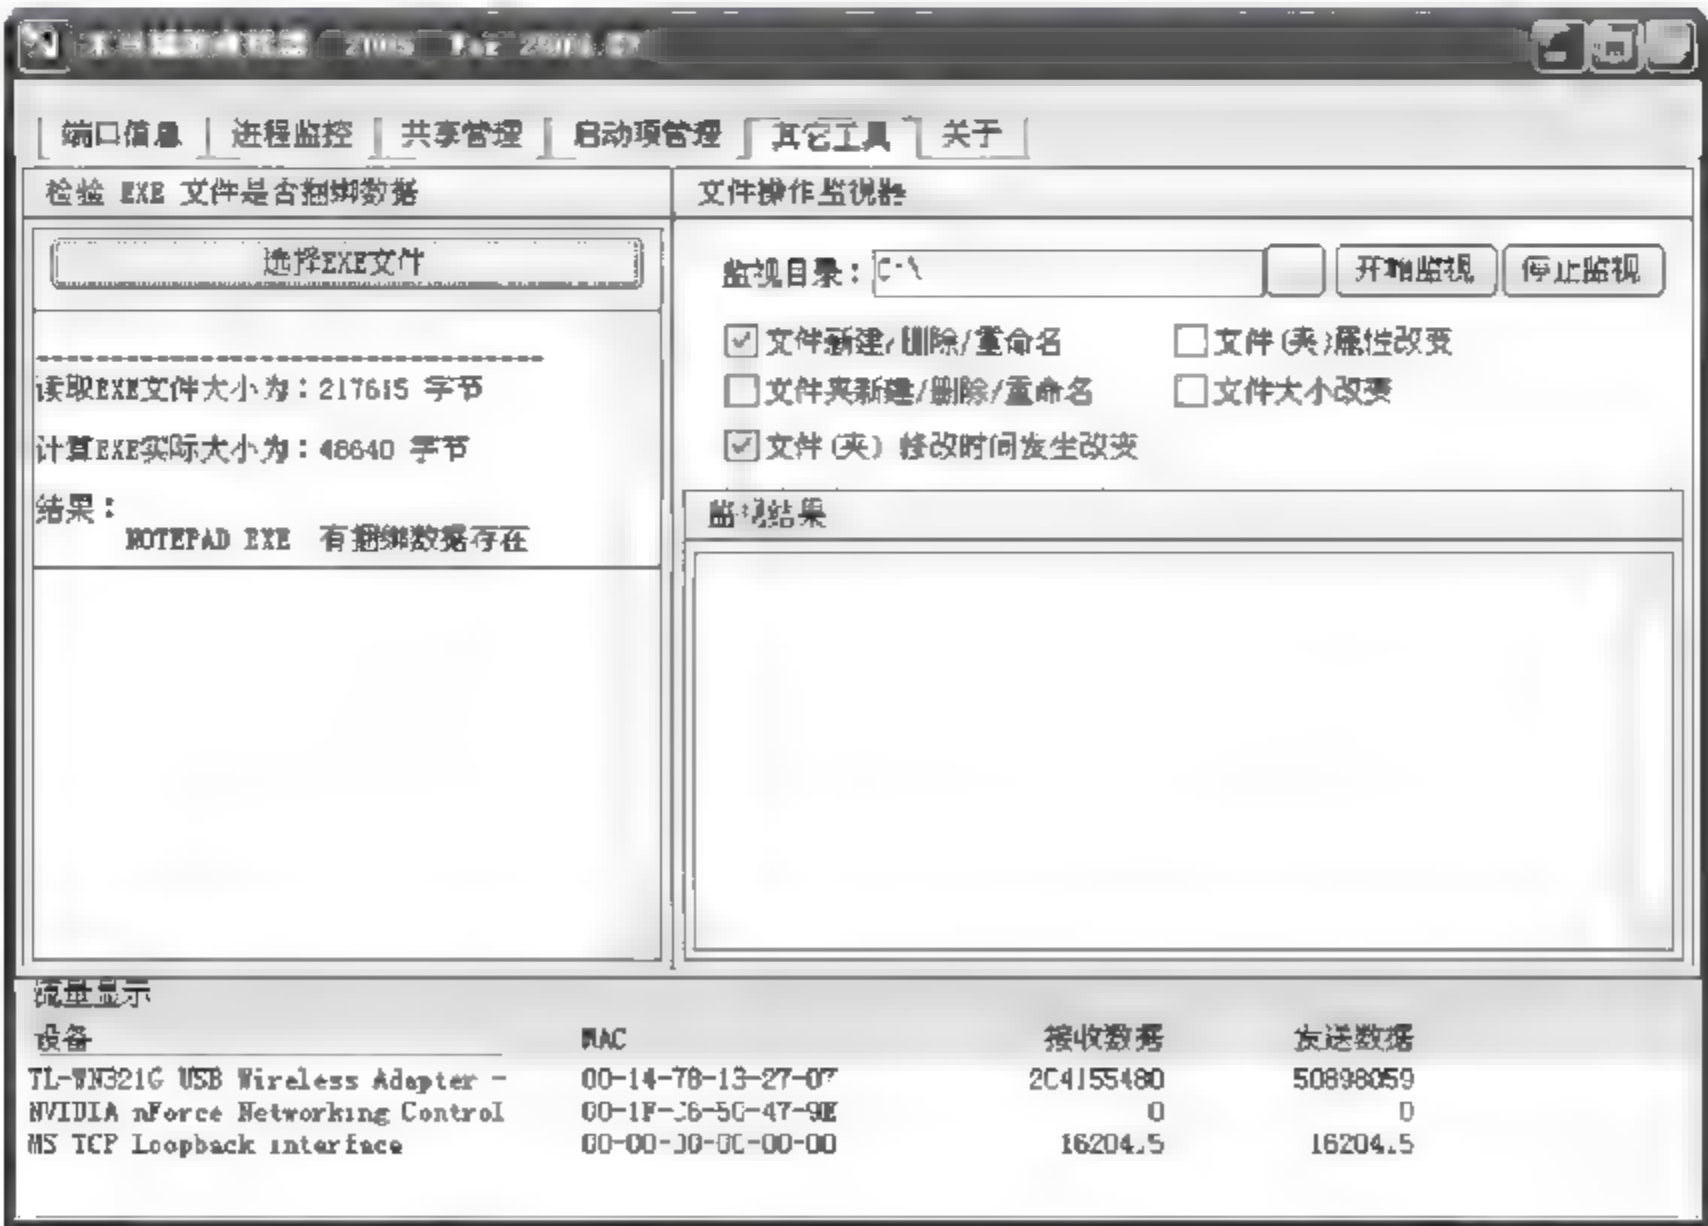 端口信息 进程监控 共享管理 启动项管理 其它工具 关于
检验 EXE 文件是否捆绑数据
选择EXE文件
--------------------------------
读取EXE文件大小为：217615 字节
计算EXE实际大小为：48640 字节
结果：
NOTEPAD EXE 有捆绑数据存在
文件操作监视器
监视目录：C:\ 开始监视 停止监视
文件新建/删除/重命名 文件(夹)属性改变
文件夹新建/删除/重命名 文件大小改变
文件(夹) 修改时间发生改变
监视结果
流量显示
设备 MAC 接收数据 发送数据
TL-WN321G USB Wireless Adapter - 00-14-78-13-27-07 204155480 50898059
NVIDIA nForce Networking Control 0 0
MS TCP Loopback interface 00-00-00-00-00-00